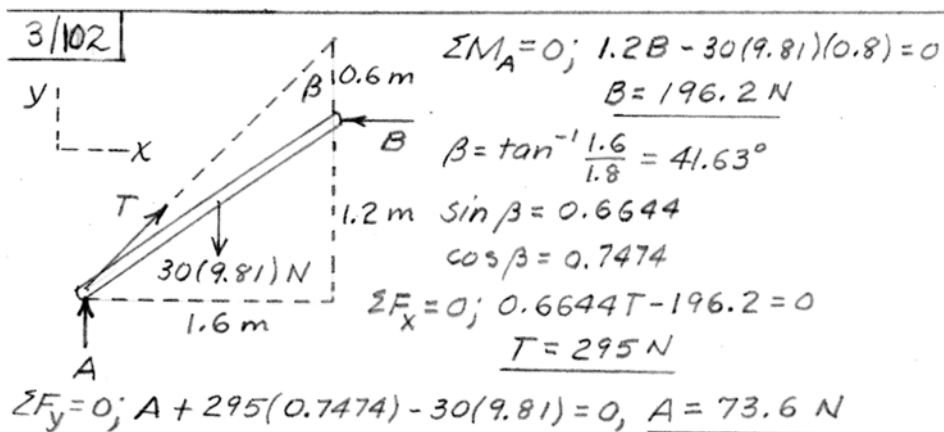 3/102
ΣM_A = 0; 1.2B - 30(9.81)(0.8) = 0
B = 196.2 N
β = tan⁻¹ 1.6/1.8 = 41.63°
sin β = 0.6644
cos β = 0.7474
ΣF_x = 0; 0.6644T - 196.2 = 0
T = 295 N
y
x
β
0.6 m
B
T
1.2 m
30(9.81) N
1.6 m
A
ΣF_y = 0; A + 295(0.7474) - 30(9.81) = 0, A = 73.6 N